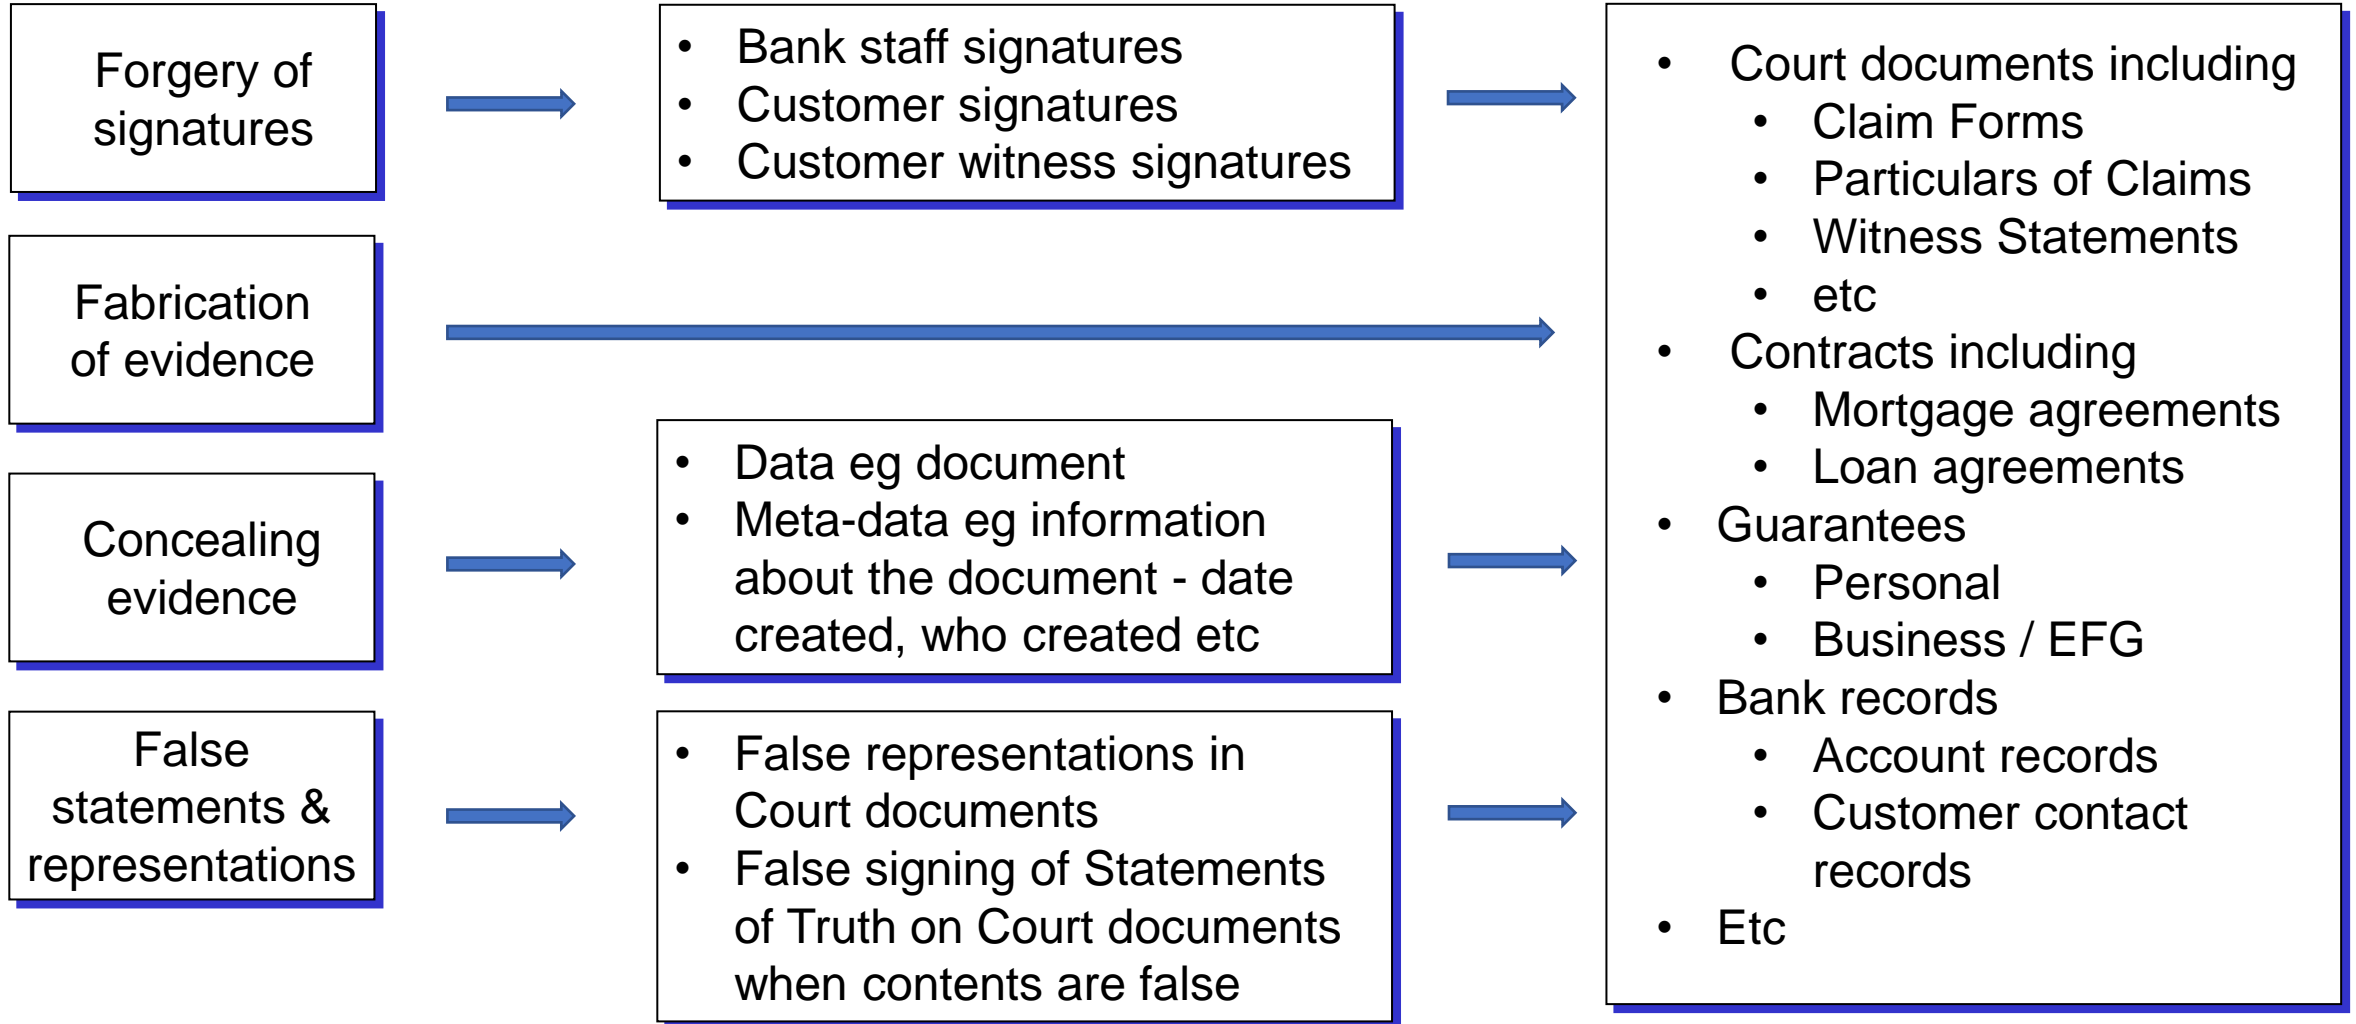 Forgery of
signatures
• Bank staff signatures
• Customer signatures
• Customer witness signatures
Fabrication
of evidence
Concealing
evidence
• Data eg document
• Meta-data eg information
about the document - date
created, who created etc
False
statements &
representations
• False representations in
Court documents
• False signing of Statements
of Truth on Court documents
when contents are false
• Court documents including
• Claim Forms
• Particulars of Claims
• Witness Statements
• etc
• Contracts including
• Mortgage agreements
• Loan agreements
• Guarantees
• Personal
• Business / EFG
• Bank records
• Account records
• Customer contact
records
• Etc